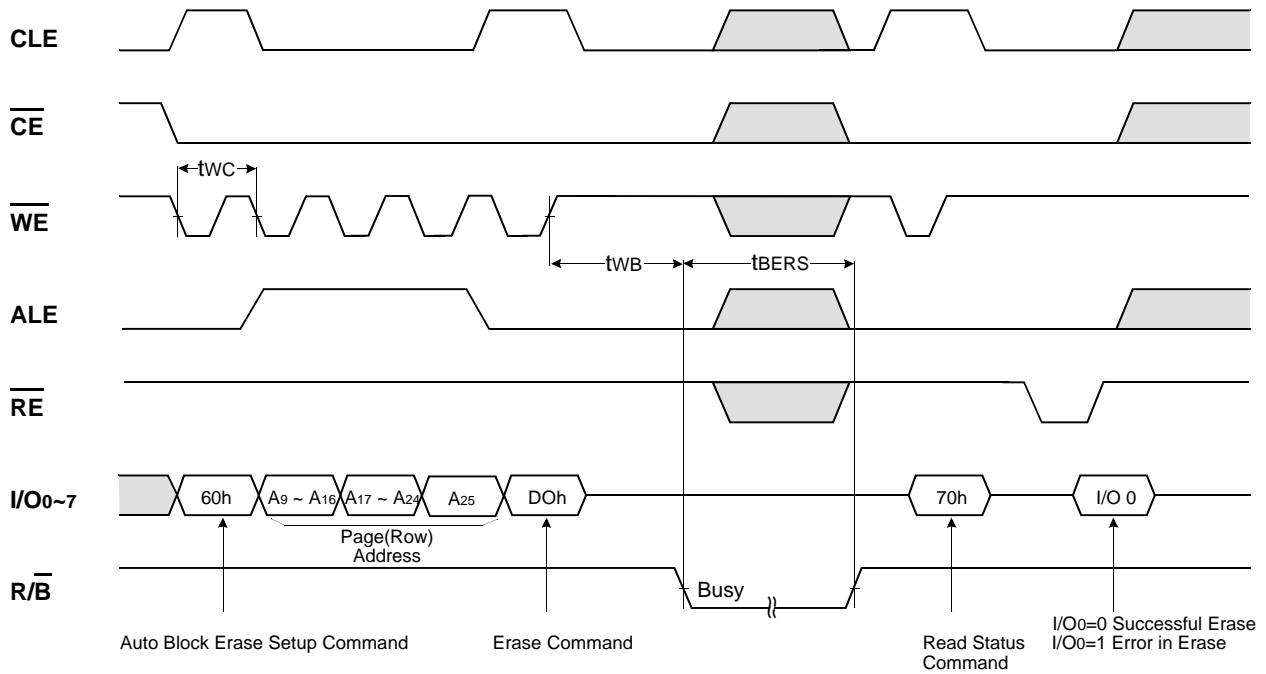 CLE
CE
tWC
WE
tWB
tBERS
ALE
RE
I/O0~7
60h
A9 ~ A16
A17 ~ A24
A25
DOh
70h
I/O 0
Page(Row)
Address
R/B
Busy
Auto Block Erase Setup Command
Erase Command
Read Status
Command
I/O0=0 Successful Erase
I/O0=1 Error in Erase